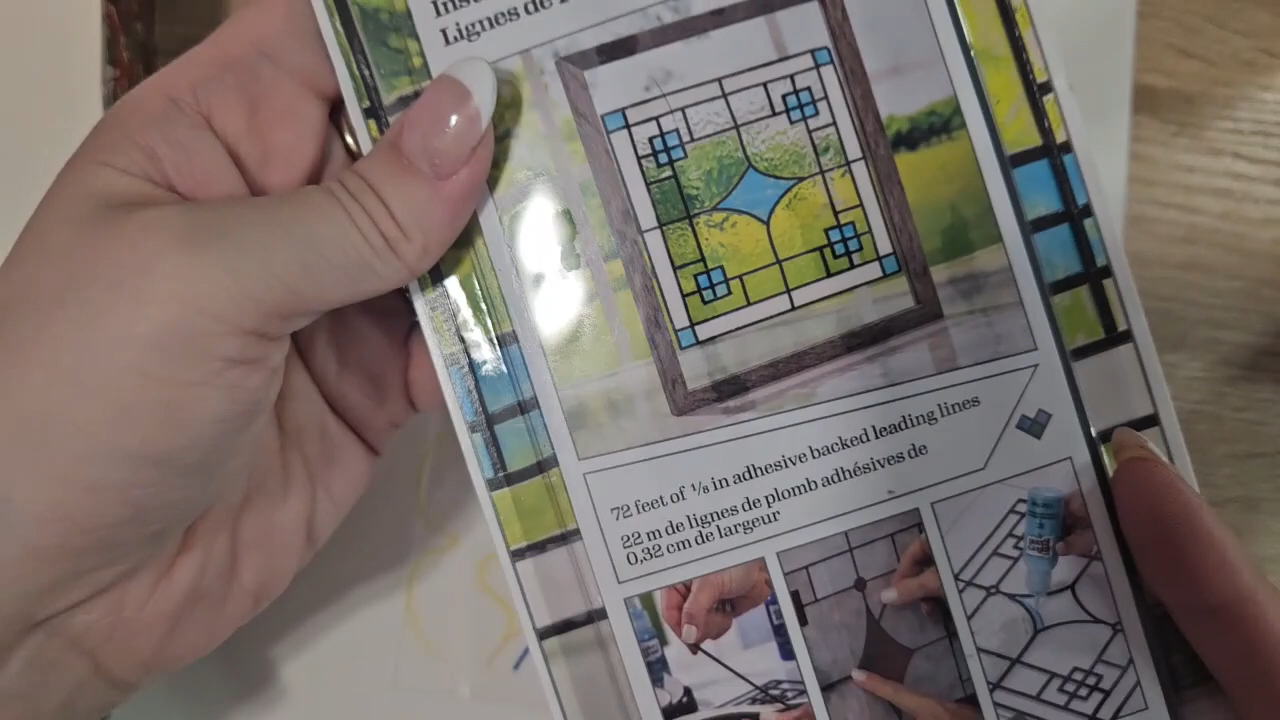 Lignes de
72 feet of ⅛ in adhesive backed leading lines
22 m de lignes de plomb adhésives de
0,32 cm de largeur